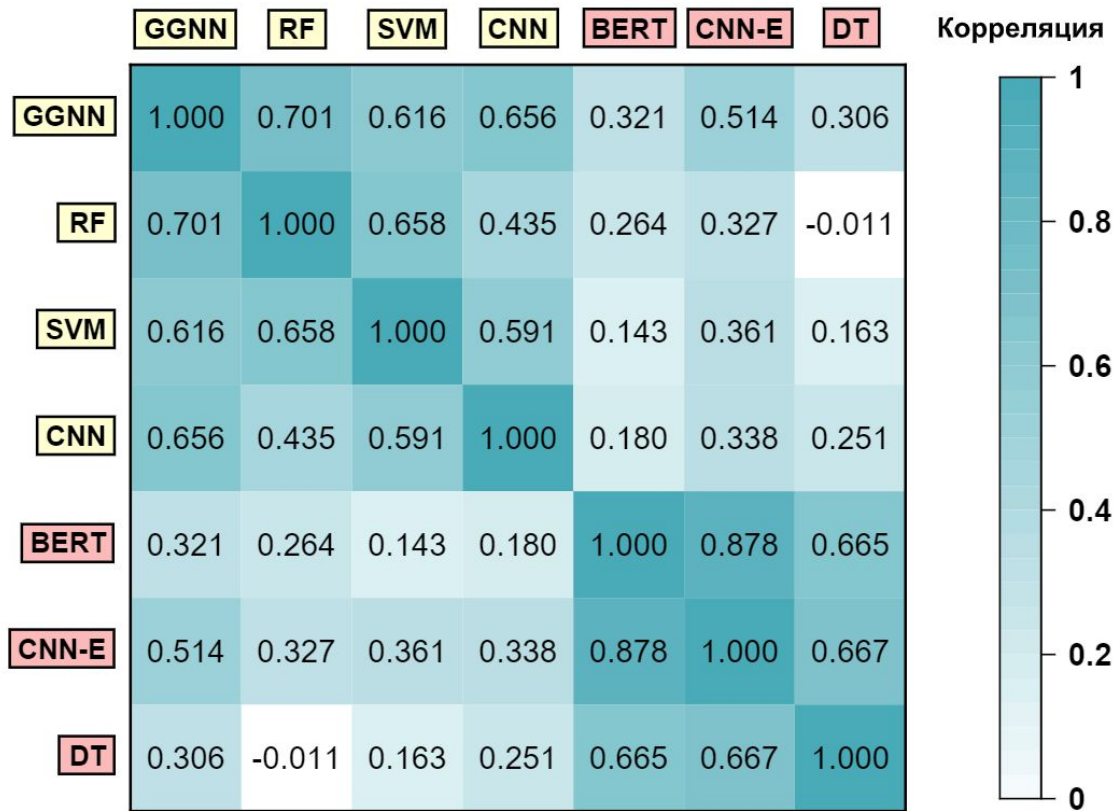 GGNN RF SVM CNN BERT CNN-E DT Корреляция
GGNN 1.000 0.701 0.616 0.656 0.321 0.514 0.306 1
RF 0.701 1.000 0.658 0.435 0.264 0.327 -0.011 0.8
SVM 0.616 0.658 1.000 0.591 0.143 0.361 0.163 0.6
CNN 0.656 0.435 0.591 1.000 0.180 0.338 0.251
BERT 0.321 0.264 0.143 0.180 1.000 0.878 0.665 0.4
CNN-E 0.514 0.327 0.361 0.338 0.878 1.000 0.667 0.2
DT 0.306 -0.011 0.163 0.251 0.665 0.667 1.000 0